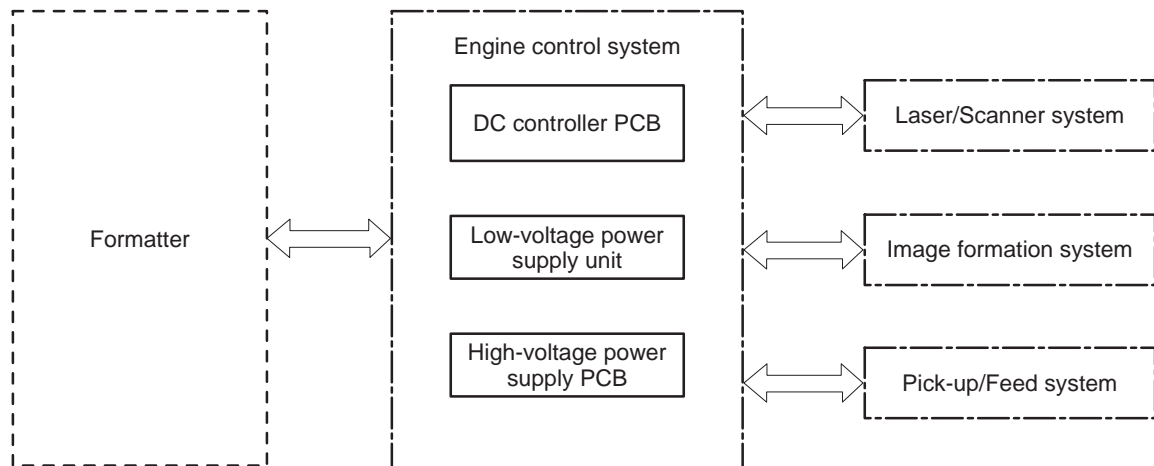 Engine control system
DC controller PCB
Laser/Scanner system
Formatter
Low-voltage power
supply unit
Image formation system
High-voltage power
supply PCB
Pick-up/Feed system